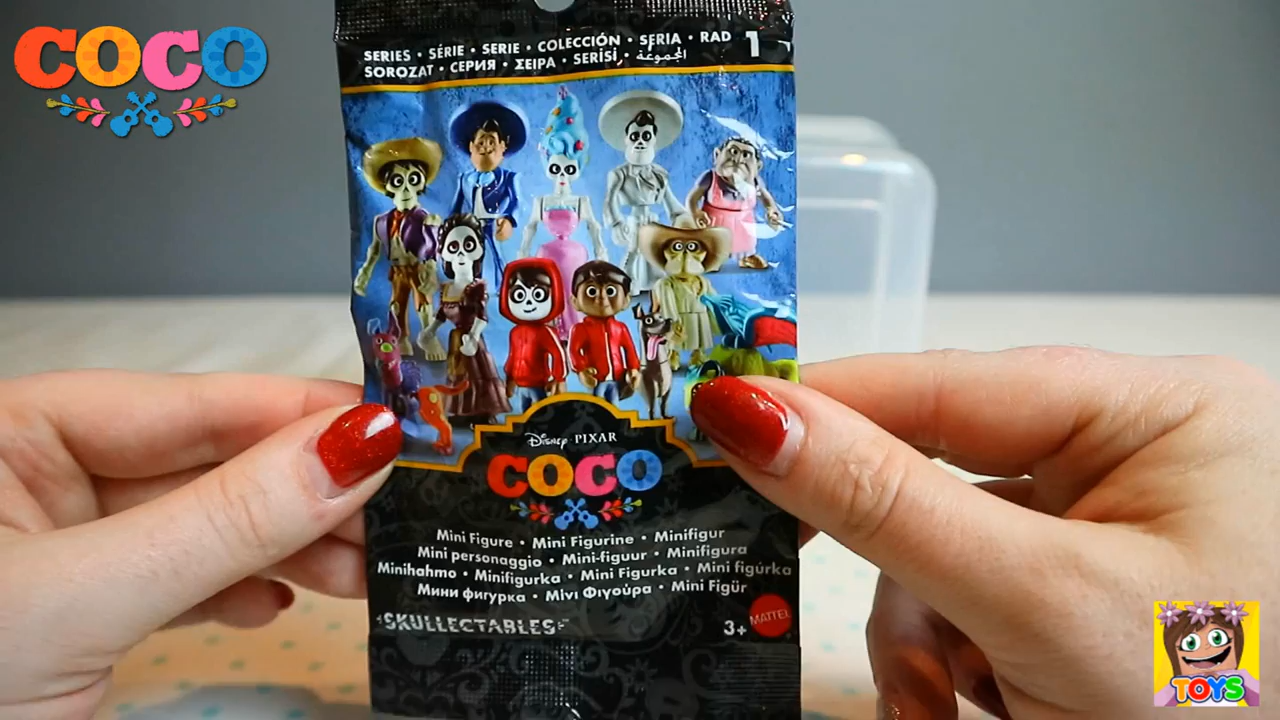 COCO
SERIES • SÉRIE • SERIE • COLECCIÓN • SERIA • RAD 1
SOROZAT • СЕРИЯ • ΣΕΙΡΑ • SERİSİ • المجموعة
Disney • PIXAR
COCO
Mini Figure • Mini Figurine • Minifigur
Mini personaggio • Mini-figuur • Minifigura
Minihahmo • Minifigurka • Mini Figurka • Mini figúrka
Мини фигурка • Μίνι Φιγούρα • Mini Figür
SKULLECTABLES
3+ MATTEL
TOYS